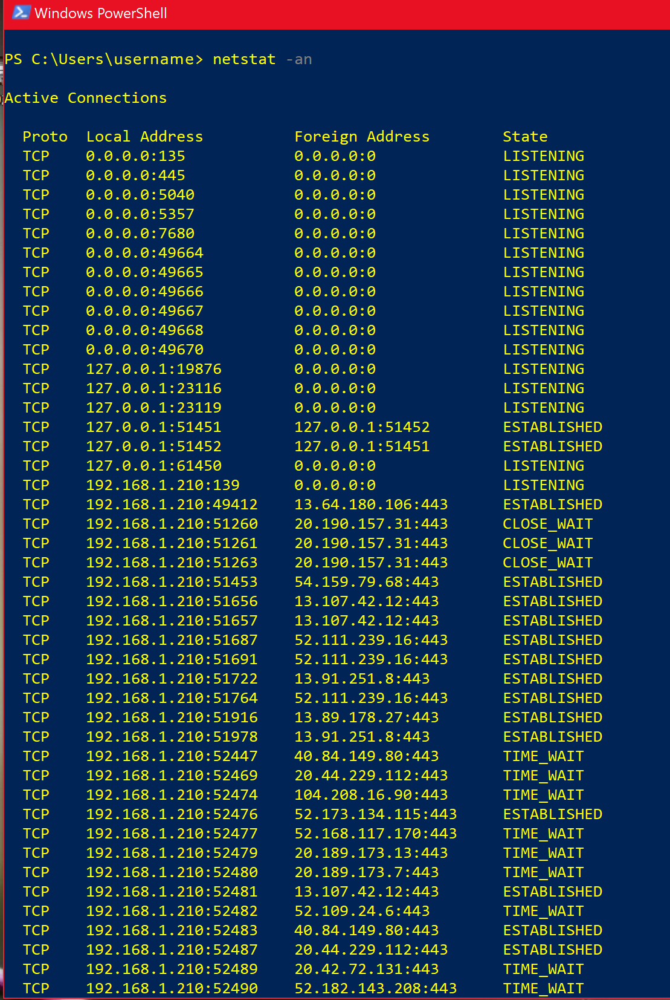 Windows PowerShell
PS C:\Users\username> netstat -an
Active Connections
Proto  Local Address          Foreign Address        State
TCP    0.0.0.0:135            0.0.0.0:0              LISTENING
TCP    0.0.0.0:445            0.0.0.0:0              LISTENING
TCP    0.0.0.0:5040           0.0.0.0:0              LISTENING
TCP    0.0.0.0:5357           0.0.0.0:0              LISTENING
TCP    0.0.0.0:7680           0.0.0.0:0              LISTENING
TCP    0.0.0.0:49664          0.0.0.0:0              LISTENING
TCP    0.0.0.0:49665          0.0.0.0:0              LISTENING
TCP    0.0.0.0:49666          0.0.0.0:0              LISTENING
TCP    0.0.0.0:49667          0.0.0.0:0              LISTENING
TCP    0.0.0.0:49668          0.0.0.0:0              LISTENING
TCP    0.0.0.0:49670          0.0.0.0:0              LISTENING
TCP    127.0.0.1:19876        0.0.0.0:0              LISTENING
TCP    127.0.0.1:23116        0.0.0.0:0              LISTENING
TCP    127.0.0.1:23119        0.0.0.0:0              LISTENING
TCP    127.0.0.1:51451        127.0.0.1:51452        ESTABLISHED
TCP    127.0.0.1:51452        127.0.0.1:51451        ESTABLISHED
TCP    127.0.0.1:61450        0.0.0.0:0              LISTENING
TCP    192.168.1.210:139      0.0.0.0:0              LISTENING
TCP    192.168.1.210:49412    13.64.180.106:443      ESTABLISHED
TCP    192.168.1.210:51260    20.190.157.31:443      CLOSE_WAIT
TCP    192.168.1.210:51261    20.190.157.31:443      CLOSE_WAIT
TCP    192.168.1.210:51263    20.190.157.31:443      CLOSE_WAIT
TCP    192.168.1.210:51453    54.159.79.68:443       ESTABLISHED
TCP    192.168.1.210:51656    13.107.42.12:443       ESTABLISHED
TCP    192.168.1.210:51657    13.107.42.12:443       ESTABLISHED
TCP    192.168.1.210:51687    52.111.239.16:443      ESTABLISHED
TCP    192.168.1.210:51691    52.111.239.16:443      ESTABLISHED
TCP    192.168.1.210:51722    13.91.251.8:443        ESTABLISHED
TCP    192.168.1.210:51764    52.111.239.16:443      ESTABLISHED
TCP    192.168.1.210:51916    13.89.178.27:443       ESTABLISHED
TCP    192.168.1.210:51978    13.91.251.8:443        ESTABLISHED
TCP    192.168.1.210:52447    40.84.149.80:443       TIME_WAIT
TCP    192.168.1.210:52469    20.44.229.112:443      TIME_WAIT
TCP    192.168.1.210:52474    104.208.16.90:443      TIME_WAIT
TCP    192.168.1.210:52476    52.173.134.115:443     ESTABLISHED
TCP    192.168.1.210:52477    52.168.117.170:443     TIME_WAIT
TCP    192.168.1.210:52479    20.189.173.13:443      TIME_WAIT
TCP    192.168.1.210:52480    20.189.173.7:443       TIME_WAIT
TCP    192.168.1.210:52481    13.107.42.12:443       ESTABLISHED
TCP    192.168.1.210:52482    52.109.24.6:443        TIME_WAIT
TCP    192.168.1.210:52483    40.84.149.80:443       ESTABLISHED
TCP    192.168.1.210:52487    20.44.229.112:443      ESTABLISHED
TCP    192.168.1.210:52489    20.42.72.131:443       TIME_WAIT
TCP    192.168.1.210:52490    52.182.143.208:443     TIME_WAIT